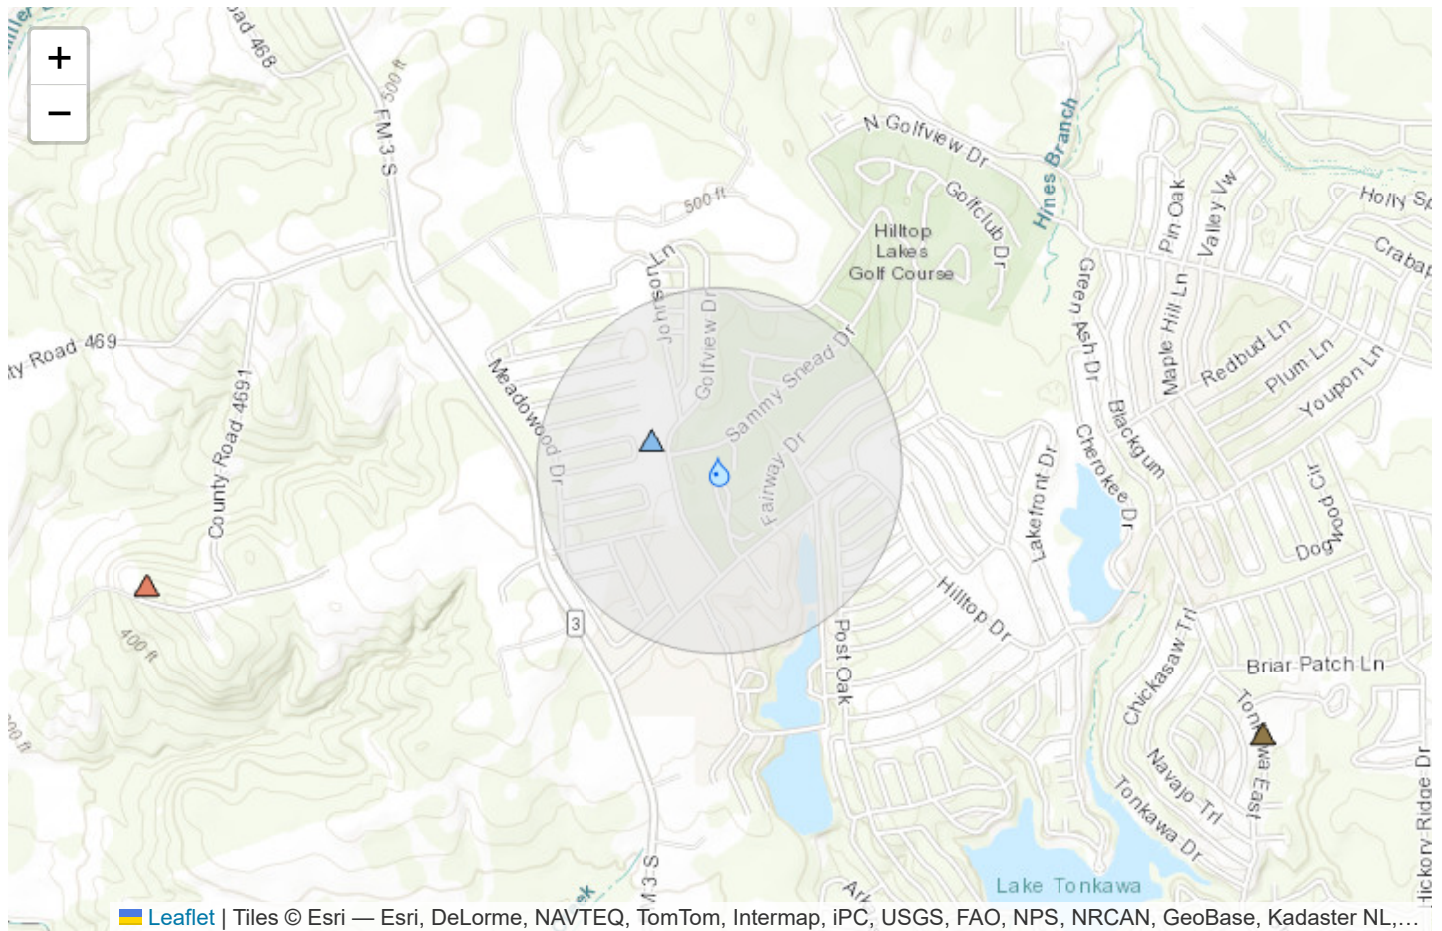 +
−
Road 468
500 ft
FM 3 S
N Golfview Dr
Hines Branch
Golfclub Dr
Pin Oak
Valley Vw
Holly Sp
500 ft
Hilltop
Lakes
Golf Course
Crabap
Johnson Ln
Green Ash Dr
Maple Hill Ln
Golfview Dr
ty Road 469
Redbud Ln
Plum Ln
Youpon Ln
Sammy Snead Dr
Meadowood Dr
County Road 4691
Blackgum
Cherokee Dr
Fairway Dr
Lakefront Dr
Dogwood Cir
Hilltop Dr
3
400 ft
Post Oak
Chickasaw Trl
Briar Patch Ln
Tonkawa East
Navajo Trl
Tonkawa Dr
Hickory Ridge Dr
M 3 S
Lake Tonkawa
Ark
ek
Leaflet | Tiles © Esri — Esri, DeLorme, NAVTEQ, TomTom, Intermap, iPC, USGS, FAO, NPS, NRCAN, GeoBase, Kadaster NL,…